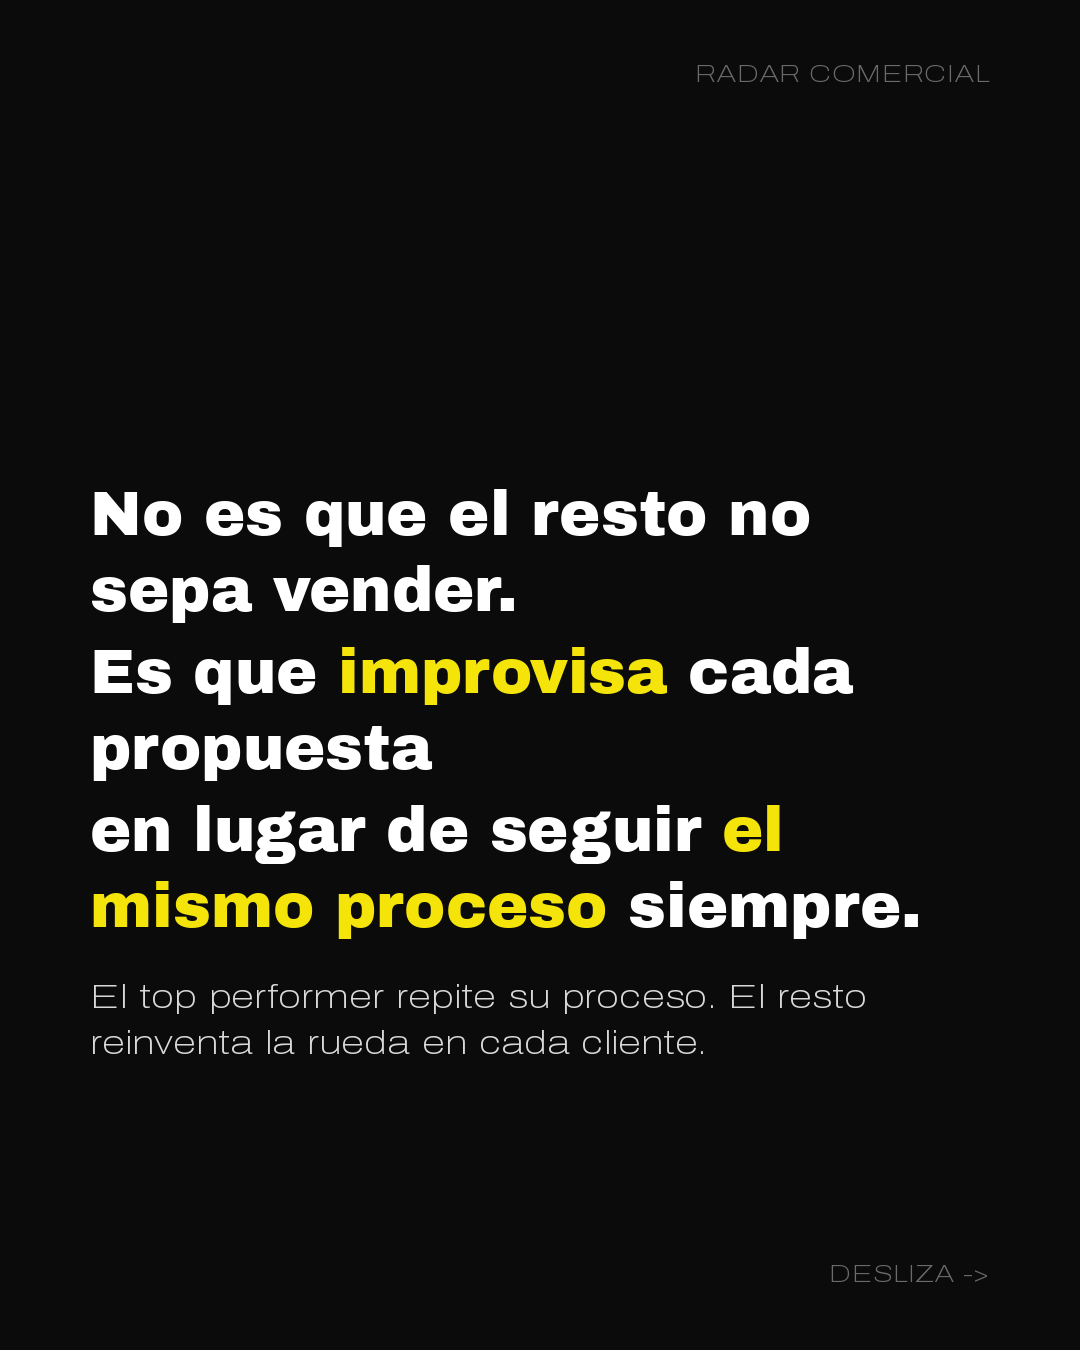 RADAR COMERCIAL
No es que el resto no
sepa vender.
Es que improvisa cada
propuesta
en lugar de seguir el
mismo proceso siempre.
El top performer repite su proceso. El resto
reinventa la rueda en cada cliente.
DESLIZA ->